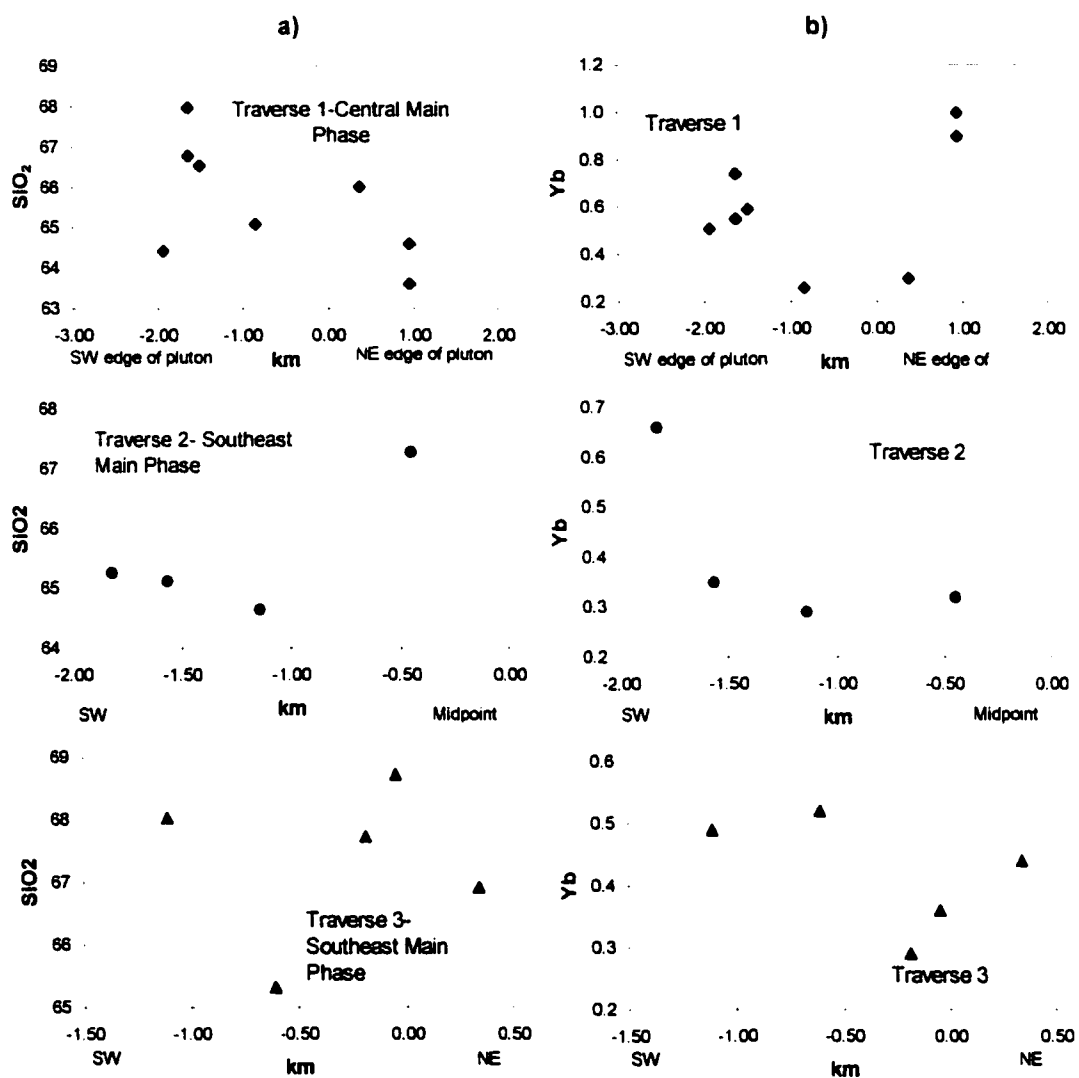 a)
b)
69
68
67
66
65
64
63
SiO₂
Traverse 1-Central Main
Phase
-3.00 -2.00 -1.00 0.00 1.00 2.00
SW edge of pluton km NE edge of pluton
1.2
1.0
0.8
0.6
0.4
0.2
Yb
Traverse 1
-3.00 -2.00 -1.00 0.00 1.00 2.00
SW edge of pluton km NE edge of
68
67
66
65
64
SiO2
Traverse 2- Southeast
Main Phase
-2.00 -1.50 -1.00 -0.50 0.00
SW km Midpoint
0.7
0.6
0.5
0.4
0.3
0.2
Yb
Traverse 2
-2.00 -1.50 -1.00 -0.50 0.00
SW km Midpoint
69
68
67
66
65
SiO2
Traverse 3-
Southeast Main
Phase
-1.50 -1.00 -0.50 0.00 0.50
SW km NE
0.6
0.5
0.4
0.3
0.2
Yb
Traverse 3
-1.50 -1.00 -0.50 0.00 0.50
SW km NE